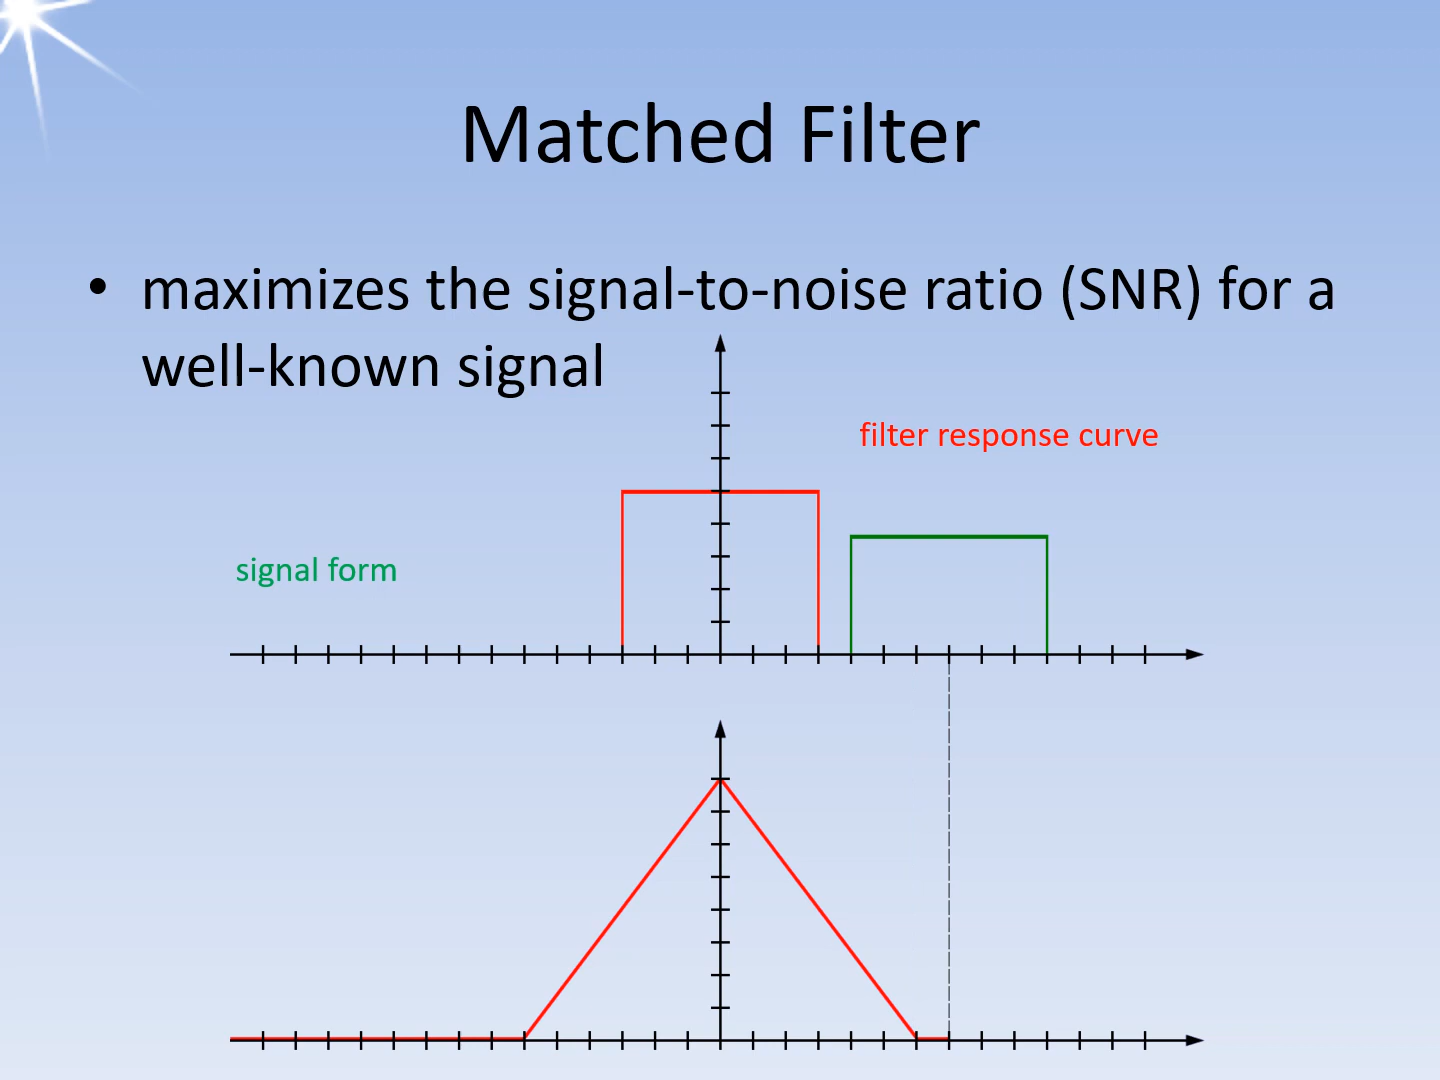 Matched Filter
• maximizes the signal-to-noise ratio (SNR) for a
well-known signal
filter response curve
signal form